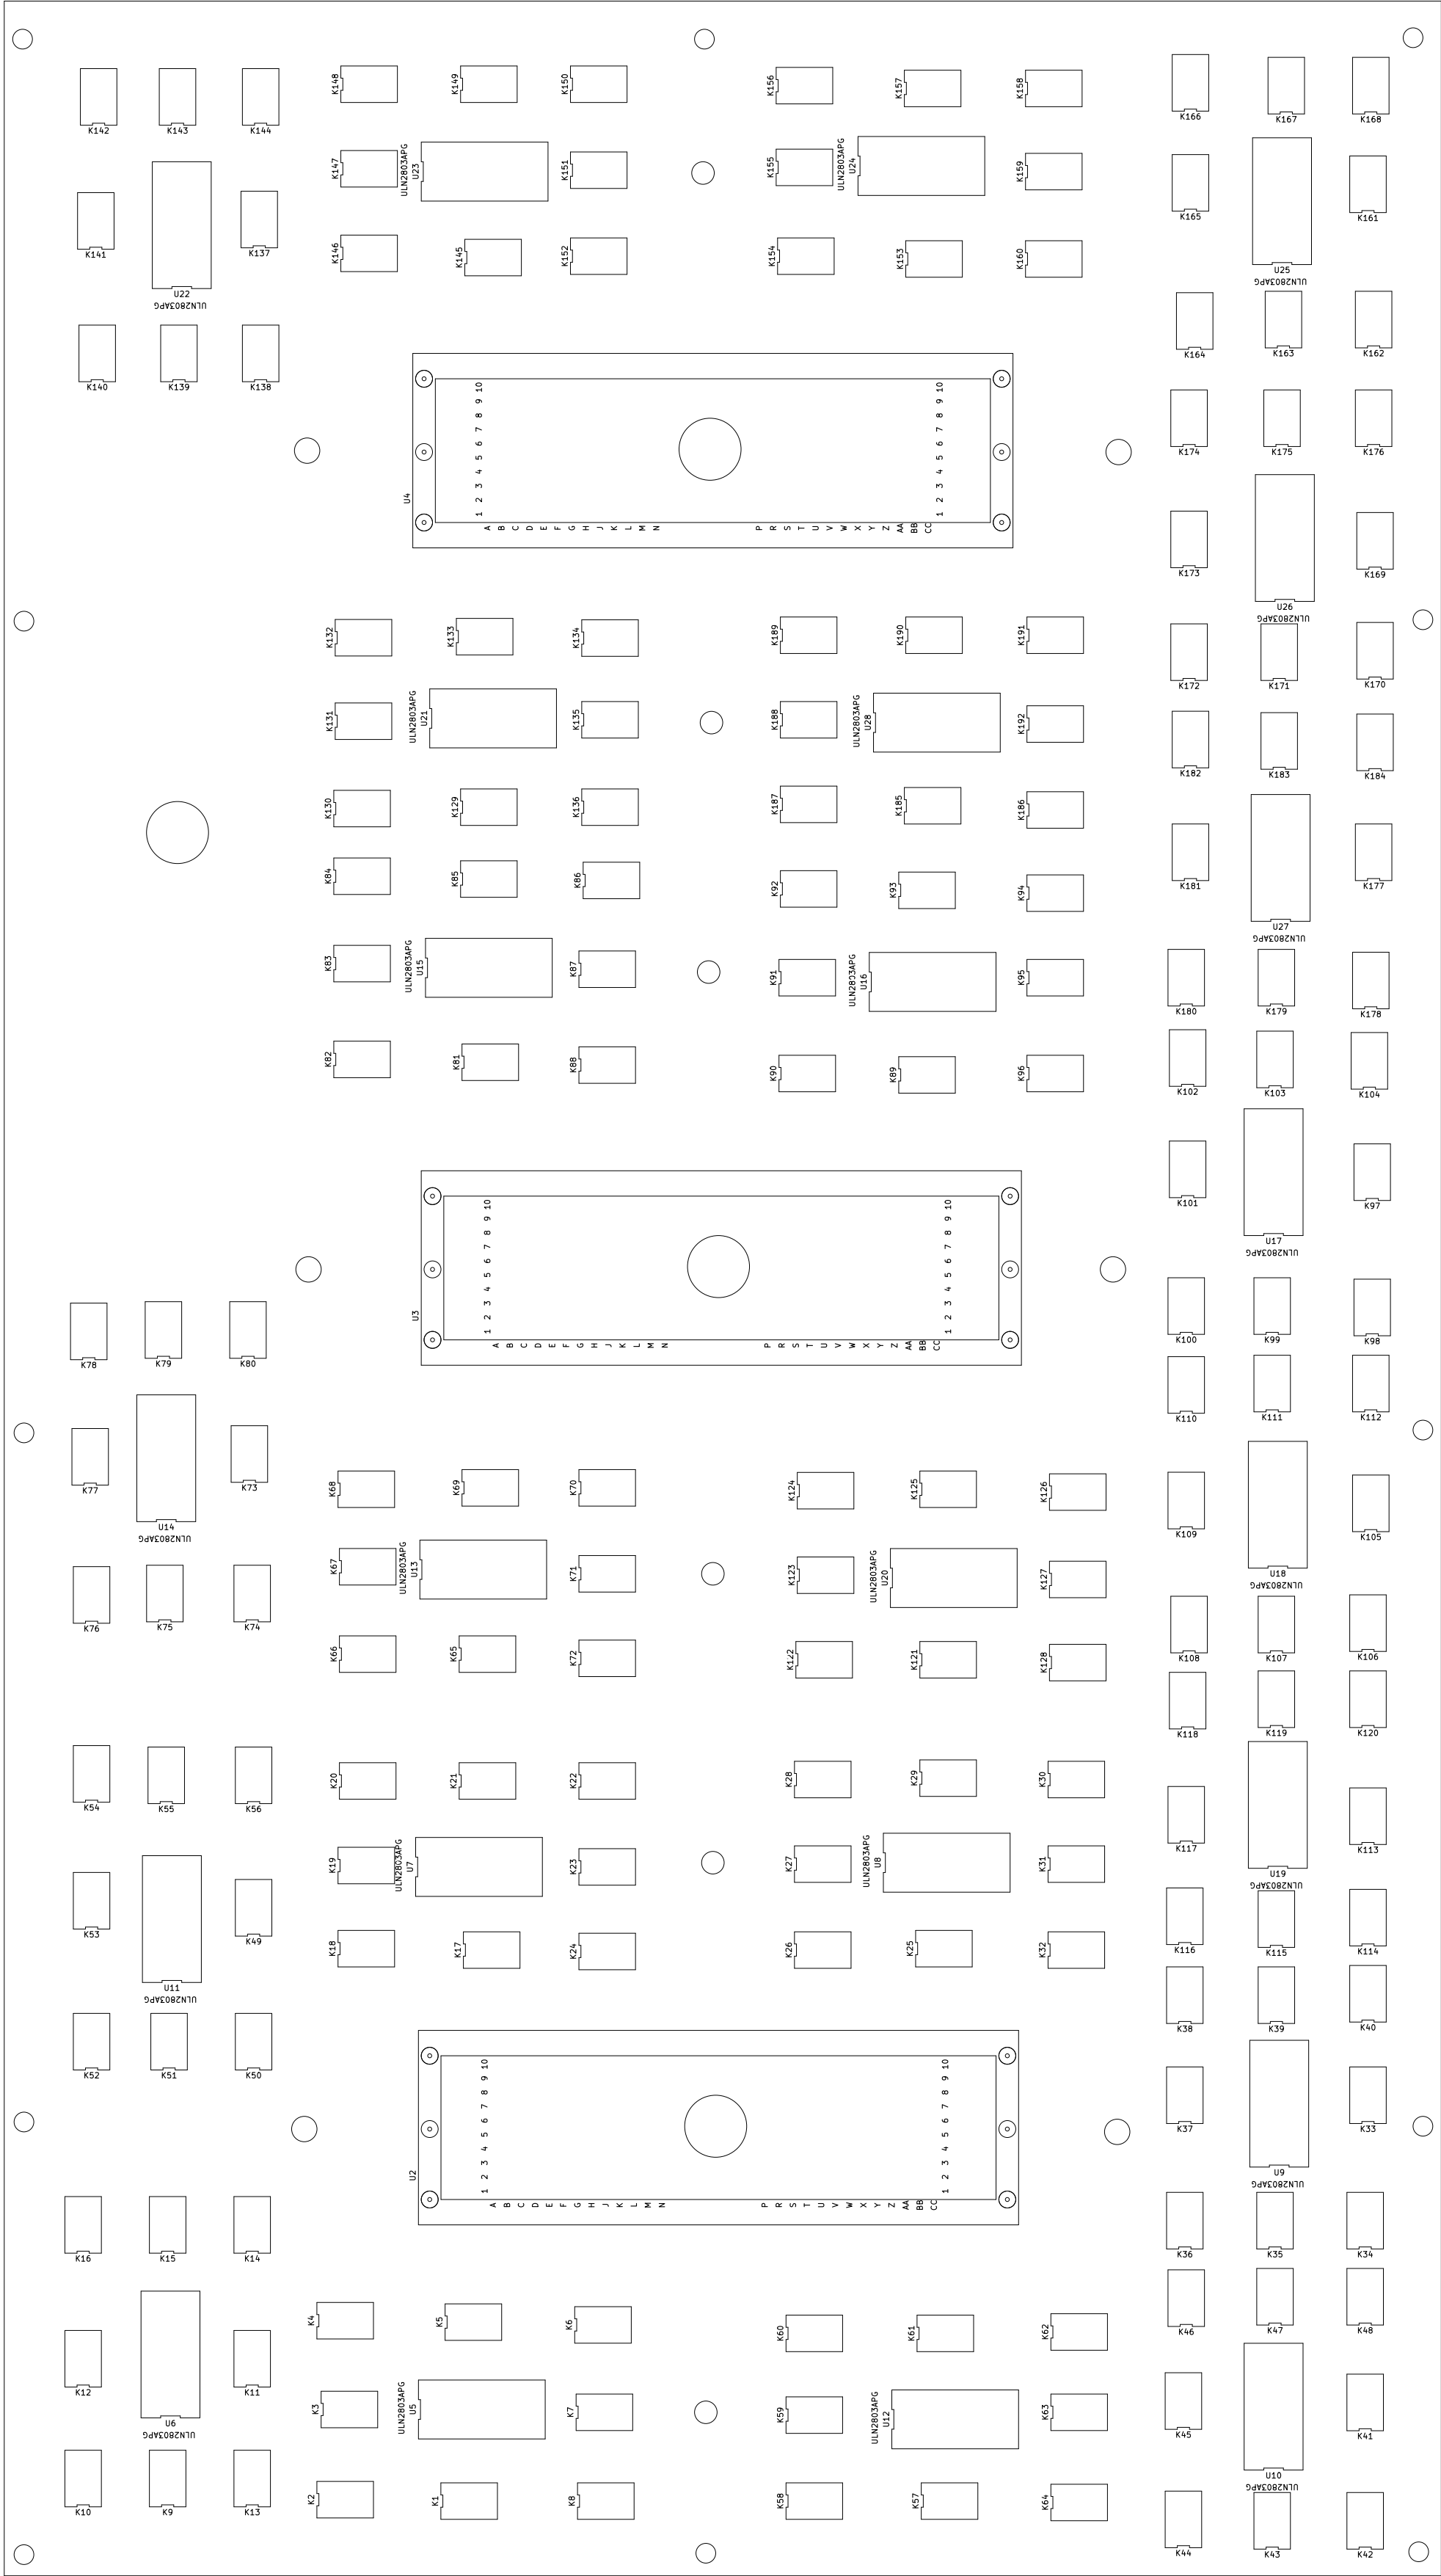 K148
K149
K150
K156
K157
K158
K166
K167
K168
K142
K143
K144
K147
ULN2803APG
U23
K151
K155
ULN2803APG
U24
K159
K165
K161
K141
K137
K146
K145
K152
K154
K153
K160
U25
ULN2803APG
U22
ULN2803APG
K164
K163
K162
K140
K139
K138
U4
1 2 3 4 5 6 7 8 9 10
1 2 3 4 5 6 7 8 9 10
A B C D E F G H J K L M N
P R S T U V W X Y Z AA BB CC
K174
K175
K176
K173
K169
U26
ULN2803APG
K132
K133
K134
K189
K190
K191
K172
K171
K170
K131
ULN2803APG
U21
K135
K188
ULN2803APG
U28
K192
K182
K183
K184
K130
K129
K136
K187
K185
K186
K84
K85
K86
K92
K93
K94
K181
K177
U27
ULN2803APG
K83
ULN2803APG
U15
K87
K91
ULN2803APG
U16
K95
K180
K179
K178
K82
K81
K88
K90
K89
K96
K102
K103
K104
K101
K97
U17
ULN2803APG
U3
1 2 3 4 5 6 7 8 9 10
1 2 3 4 5 6 7 8 9 10
A B C D E F G H J K L M N
P R S T U V W X Y Z AA BB CC
K100
K99
K98
K78
K79
K80
K110
K111
K112
K77
K73
K68
K69
K70
K124
K125
K126
K109
K105
U14
ULN2803APG
K67
ULN2803APG
U13
K71
K123
ULN2803APG
U20
K127
U18
ULN2803APG
K76
K75
K74
K66
K65
K72
K122
K121
K128
K108
K107
K106
K118
K119
K120
K54
K55
K56
K20
K21
K22
K28
K29
K30
K117
K113
K19
ULN2803APG
U7
K23
K27
ULN2803APG
U8
K31
U19
ULN2803APG
K53
K49
K18
K17
K24
K26
K25
K32
K116
K115
K114
U11
ULN2803APG
K38
K39
K40
K52
K51
K50
U2
1 2 3 4 5 6 7 8 9 10
1 2 3 4 5 6 7 8 9 10
A B C D E F G H J K L M N
P R S T U V W X Y Z AA BB CC
K37
K33
U9
ULN2803APG
K16
K15
K14
K36
K35
K34
K4
K5
K6
K60
K61
K62
K46
K47
K48
K12
K11
K3
ULN2803APG
U5
K7
K59
ULN2803APG
U12
K63
K45
K41
U6
ULN2803APG
U10
ULN2803APG
K10
K9
K13
K2
K1
K8
K58
K57
K64
K44
K43
K42